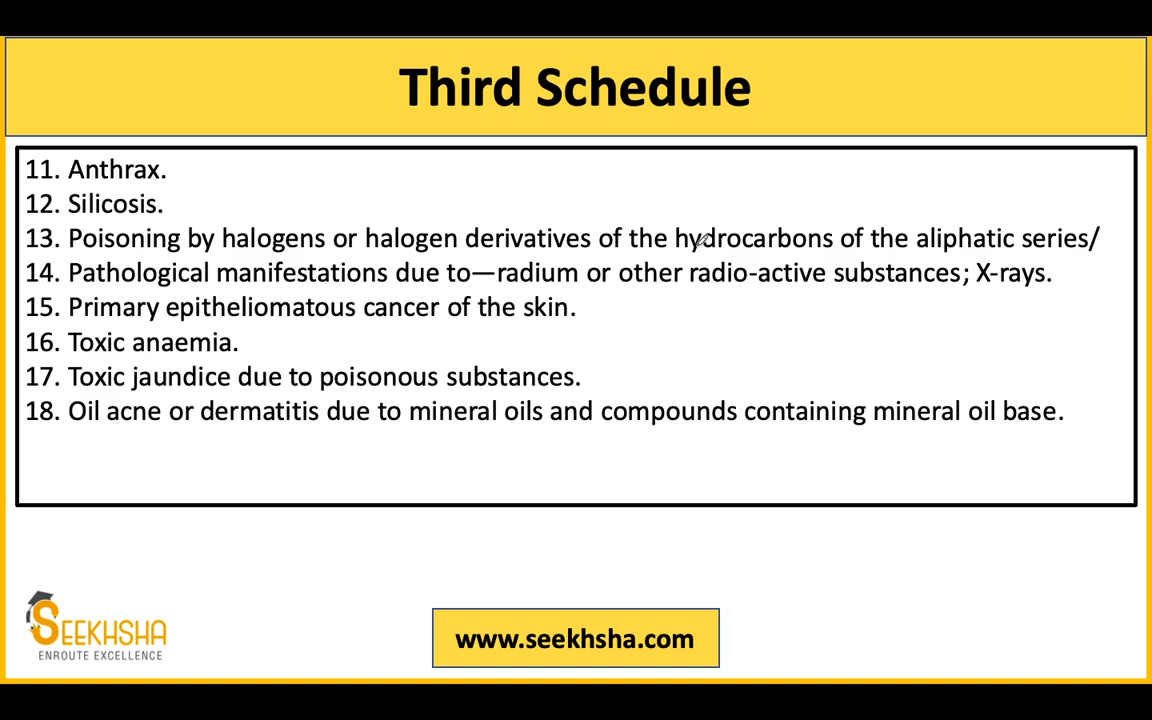 Third Schedule
11. Anthrax.
12. Silicosis.
13. Poisoning by halogens or halogen derivatives of the hydrocarbons of the aliphatic series/
14. Pathological manifestations due to—radium or other radio-active substances; X-rays.
15. Primary epitheliomatous cancer of the skin.
16. Toxic anaemia.
17. Toxic jaundice due to poisonous substances.
18. Oil acne or dermatitis due to mineral oils and compounds containing mineral oil base.
SEEKHSHA
ENROUTE EXCELLENCE
www.seekhsha.com